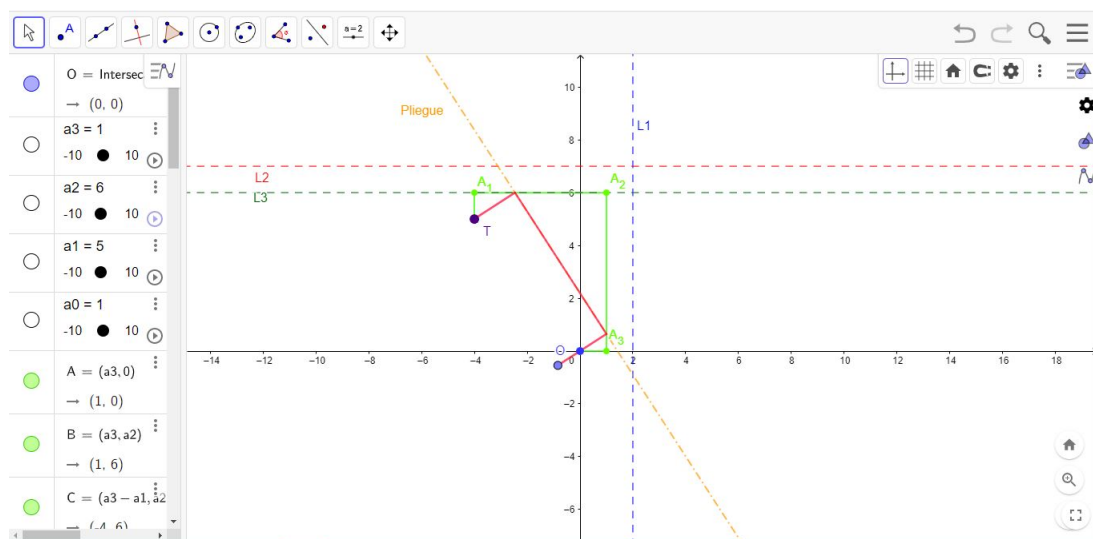 A
a=2
O = Intersec
→ (0, 0)
a3 = 1
-10 10
a2 = 6
-10 10
a1 = 5
-10 10
a0 = 1
-10 10
A = (a3, 0)
→ (1, 0)
B = (a3, a2)
→ (1, 6)
C = (a3 − a1, a2
→ (-4, 6)
Pliegue
L1
L2
L3
A1
A2
T
A3
O
10
8
6
4
2
0
−2
−4
−6
−14 −12 −10 −8 −6 −4 −2 2 4 6 8 10 12 14 16 18